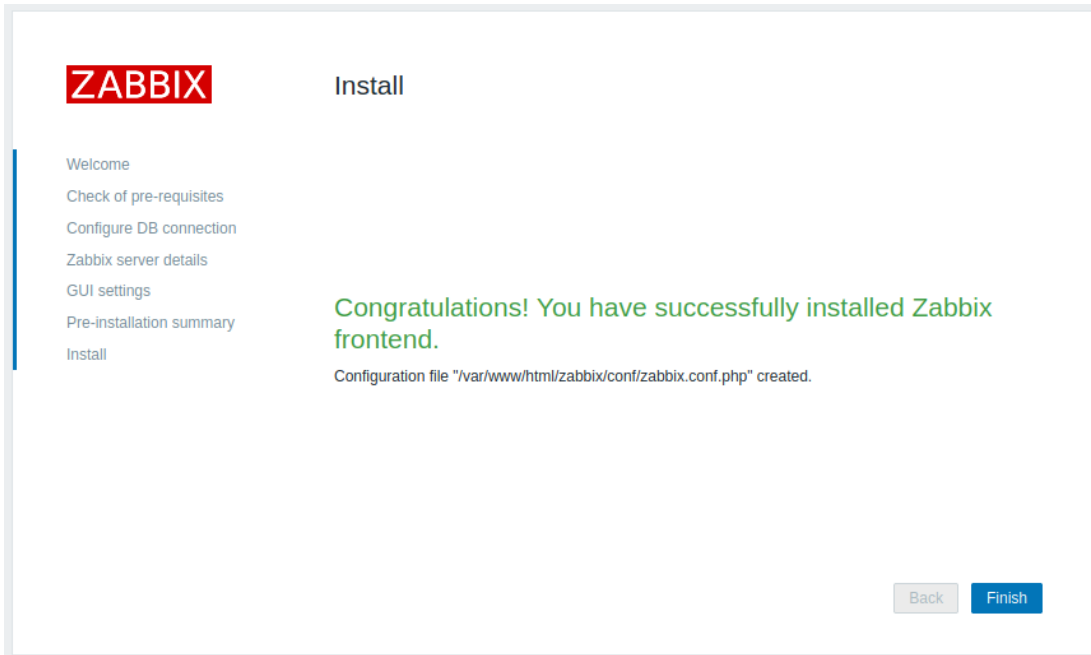 ZABBIX
Install
Welcome
Check of pre-requisites
Configure DB connection
Zabbix server details
GUI settings
Pre-installation summary
Install
Congratulations! You have successfully installed Zabbix
frontend.
Configuration file "/var/www/html/zabbix/conf/zabbix.conf.php" created.
Back
Finish